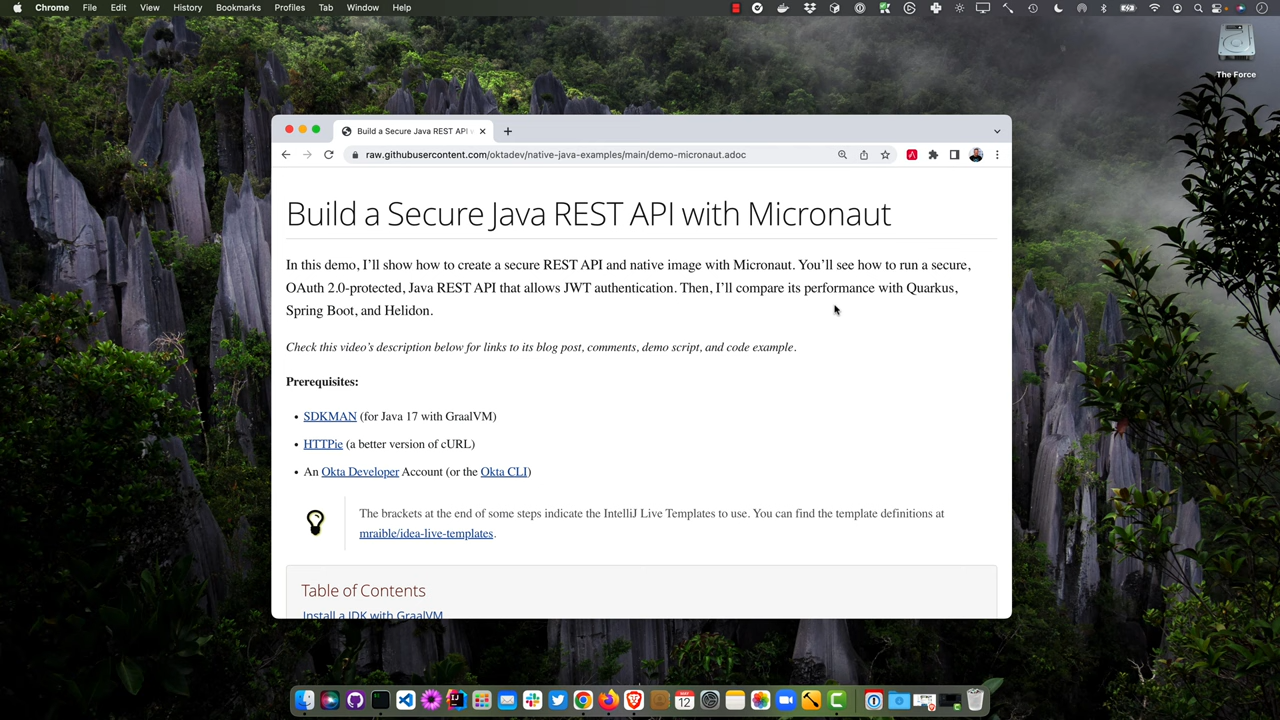 Chrome File Edit View History Bookmarks Profiles Tab Window Help
The Force
Build a Secure Java REST API
raw.githubusercontent.com/oktadev/native-java-examples/main/demo-micronaut.adoc
Build a Secure Java REST API with Micronaut
In this demo, I’ll show how to create a secure REST API and native image with Micronaut. You’ll see how to run a secure,
OAuth 2.0-protected, Java REST API that allows JWT authentication. Then, I’ll compare its performance with Quarkus,
Spring Boot, and Helidon.
Check this video’s description below for links to its blog post, comments, demo script, and code example.
Prerequisites:
• SDKMAN (for Java 17 with GraalVM)
• HTTPie (a better version of cURL)
• An Okta Developer Account (or the Okta CLI)
The brackets at the end of some steps indicate the IntelliJ Live Templates to use. You can find the template definitions at
mraible/idea-live-templates.
Table of Contents
Install a JDK with GraalVM
12